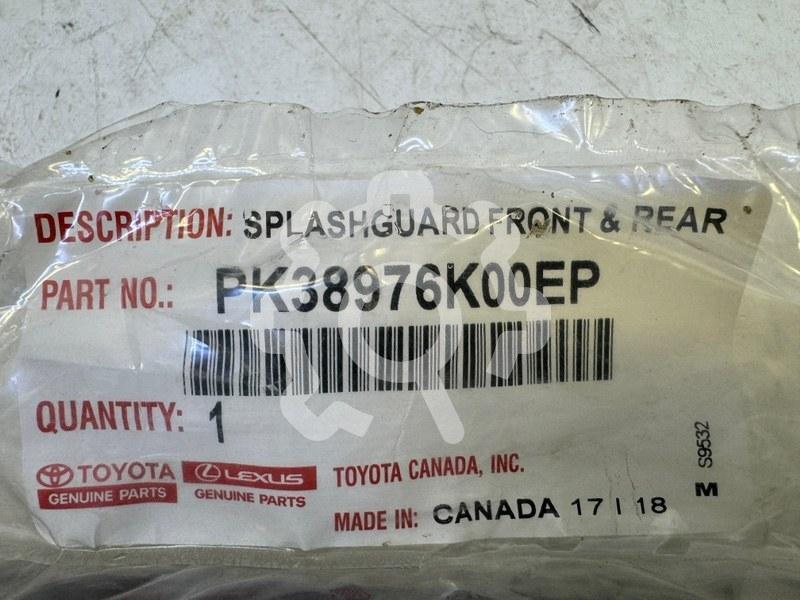 DESCRIPTION: SPLASHGUARD FRONT & REAR
PART NO.: PK38976K00EP
QUANTITY: 1
TOYOTA
GENUINE PARTS
LEXUS
GENUINE PARTS
TOYOTA CANADA, INC.
MADE IN: CANADA 17 I 18
M S9532